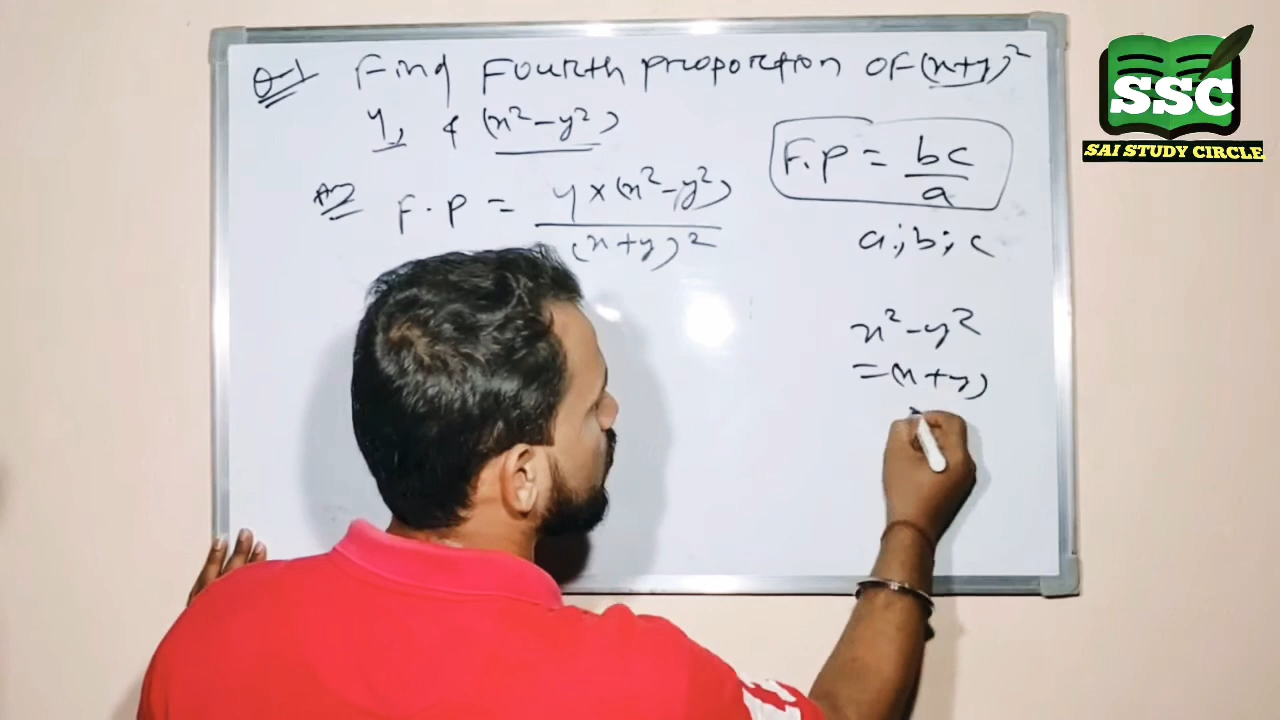 Q-1 Find Fourth proportion of (x+y)²
y, & (x²-y²)
F.P = bc/a
Ans F.P = y×(x²-y²)/(x+y)²
a;b;c
x²-y²
=(x+y)
SSC
SAI STUDY CIRCLE